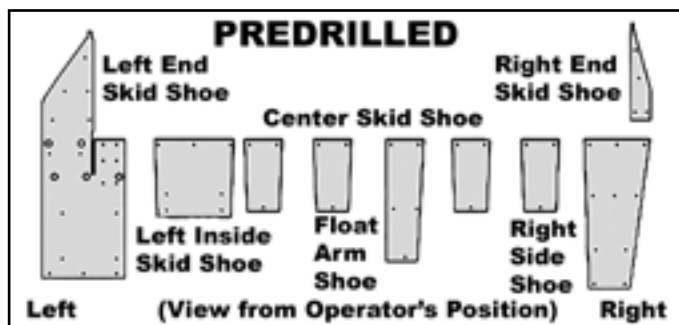 PREDRILLED
Left End
Skid Shoe
Right End
Skid Shoe
Center Skid Shoe
Left Inside
Skid Shoe
Float
Arm
Shoe
Right
Side
Shoe
Left
(View from Operator's Position)
Right